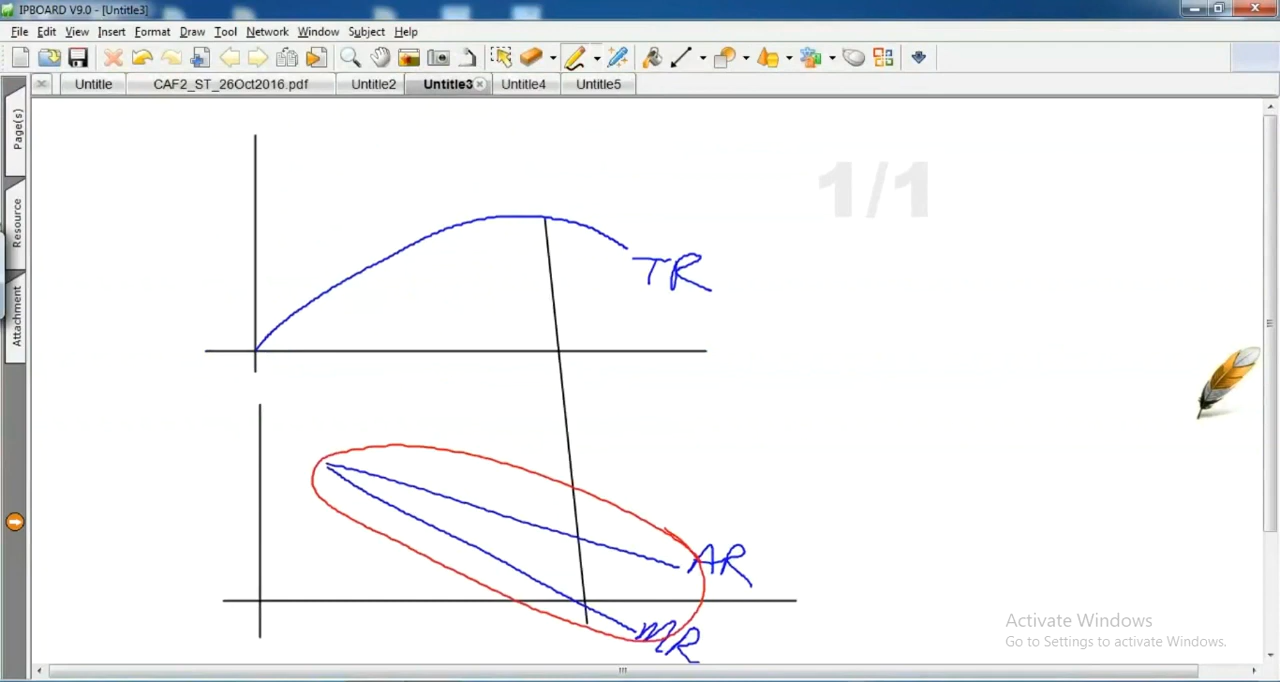 IPBOARD V9.0 - [Untitle3]
File Edit View Insert Format Draw Tool Network Window Subject Help
Untitle CAF2_ST_26Oct2016.pdf Untitle2 Untitle3 Untitle4 Untitle5
Page(s)
Resource
Attachment
1/1
TR
AR
MR
Activate Windows
Go to Settings to activate Windows.